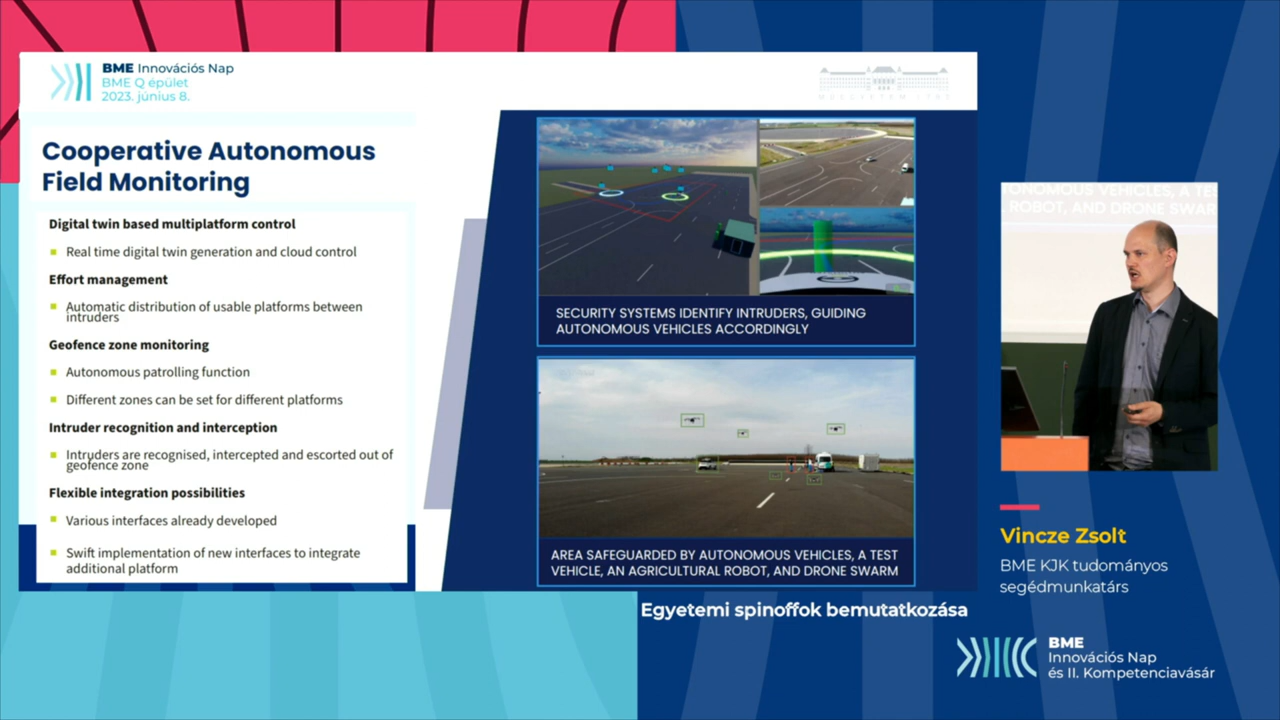 BME Innovációs Nap
BME Q épület
2023. június 8.
MŰEGYETEM 1782
Cooperative Autonomous
Field Monitoring
Digital twin based multiplatform control
Real time digital twin generation and cloud control
Effort management
Automatic distribution of usable platforms between
intruders
Geofence zone monitoring
Autonomous patrolling function
Different zones can be set for different platforms
Intruder recognition and interception
Intruders are recognised, intercepted and escorted out of
geofence zone
Flexible integration possibilities
Various interfaces already developed
Swift implementation of new interfaces to integrate
additional platform
SECURITY SYSTEMS IDENTIFY INTRUDERS, GUIDING
AUTONOMOUS VEHICLES ACCORDINGLY
AREA SAFEGUARDED BY AUTONOMOUS VEHICLES, A TEST
VEHICLE, AN AGRICULTURAL ROBOT, AND DRONE SWARM
TONOMOUS VEHICLES, A TES
ROBOT, AND DRONE SWAR
Vincze Zsolt
BME KJK tudományos
segédmunkatárs
Egyetemi spinoffok bemutatkozása
BME
Innovációs Nap
és II. Kompetenciavásár